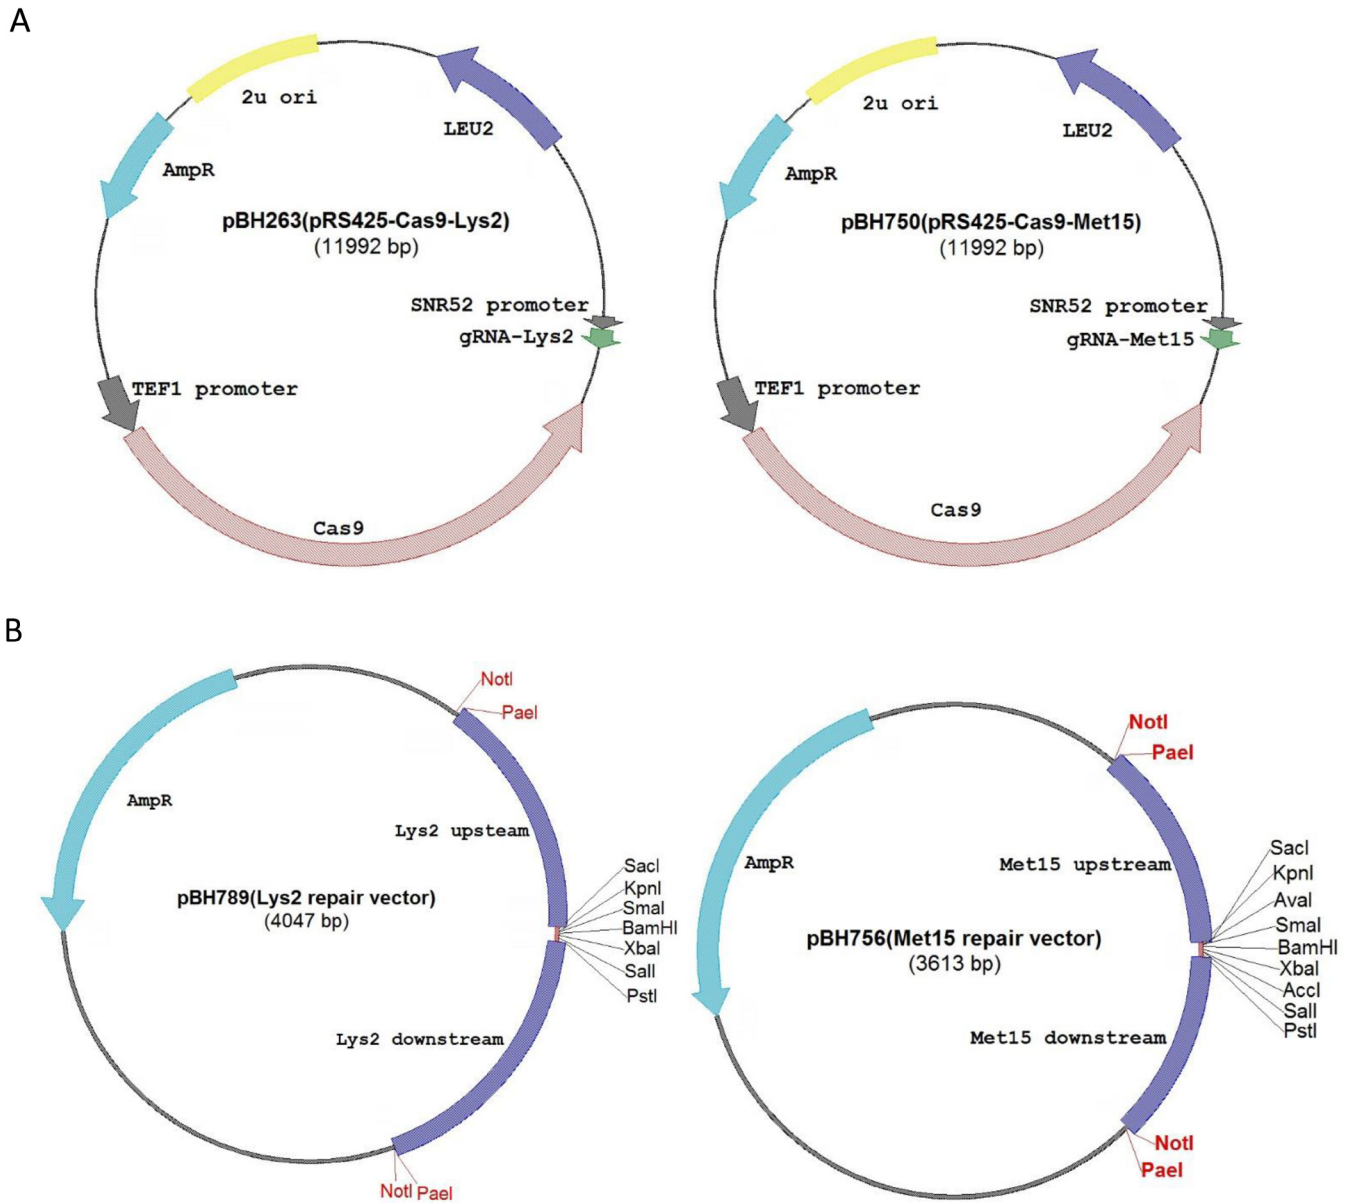 A
2u ori
LEU2
AmpR
pBH263(pRS425-Cas9-Lys2)
(11992 bp)
SNR52 promoter
gRNA-Lys2
TEF1 promoter
Cas9
2u ori
LEU2
AmpR
pBH750(pRS425-Cas9-Met15)
(11992 bp)
SNR52 promoter
gRNA-Met15
TEF1 promoter
Cas9
B
NotI
PaeI
AmpR
Lys2 upsteam
SacI
KpnI
SmaI
BamHI
XbaI
SalI
PstI
pBH789(Lys2 repair vector)
(4047 bp)
Lys2 downstream
NotI PaeI
NotI
PaeI
AmpR
Met15 upstream
SacI
KpnI
AvaI
SmaI
BamHI
XbaI
AccI
SalI
PstI
pBH756(Met15 repair vector)
(3613 bp)
Met15 downstream
NotI
PaeI